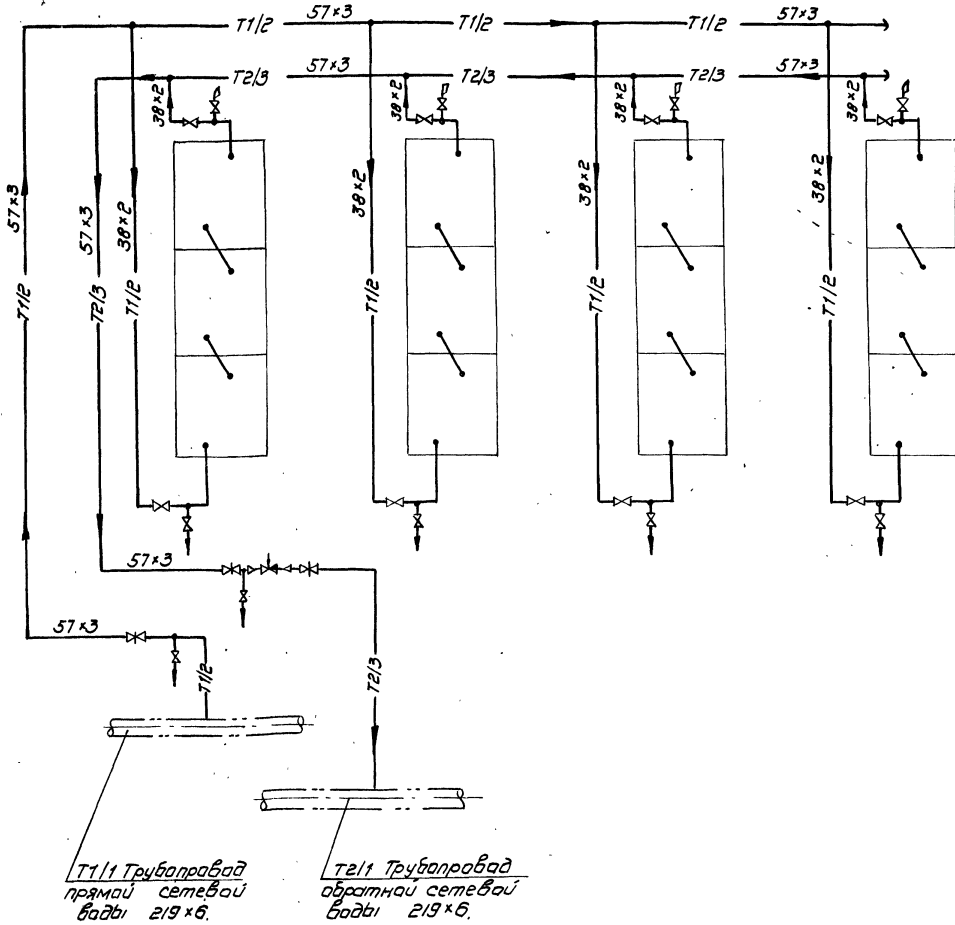 Т1/2 57×3 Т1/2 Т1/2 57×3
Т2/3 57×3 Т2/3 Т2/3 57×3
38×2 38×2 38×2 38×2
57×3 57×3 38×2 38×2 38×2 38×2
Т1/2 Т2/3 Т1/2 Т1/2 Т1/2 Т1/2
57×3
57×3
Т1/2 Т2/3
Т1/1 Трубопровод
прямой сетевой
воды 219×6.
Т2/1 Трубопровод
обратной сетевой
воды 219×6.